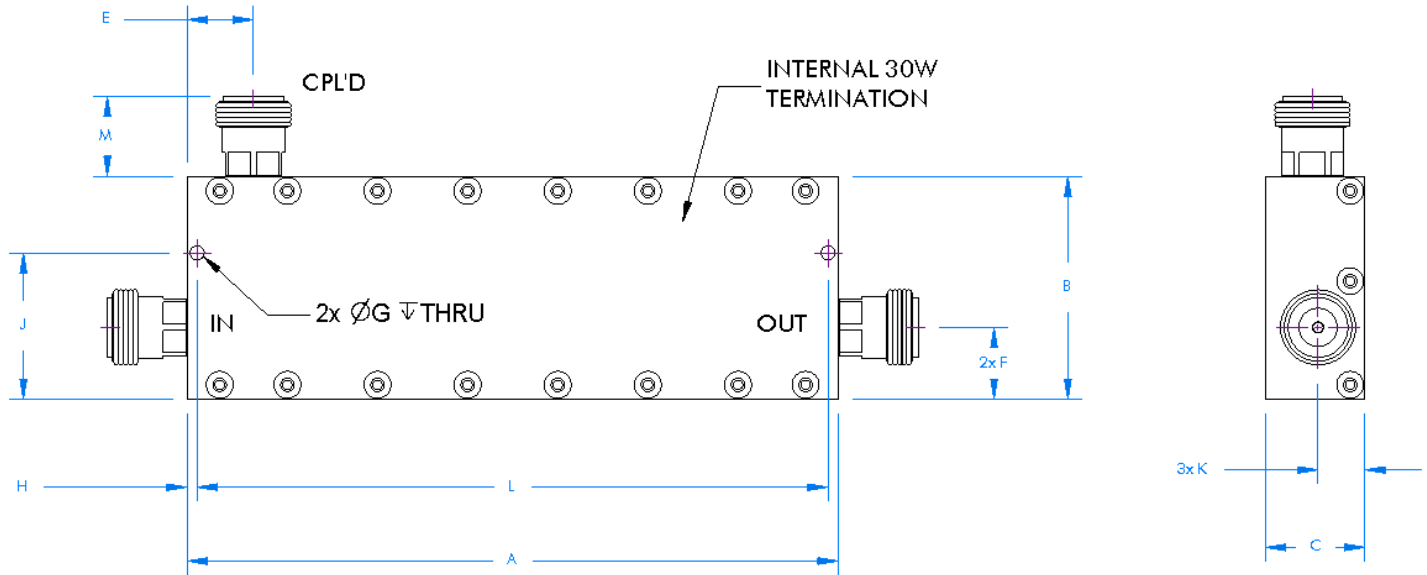 E
CPL'D
INTERNAL 30W
TERMINATION
M
B
J
2x ØG ↧ THRU
IN
OUT
2x F
3x K
H
L
A
C